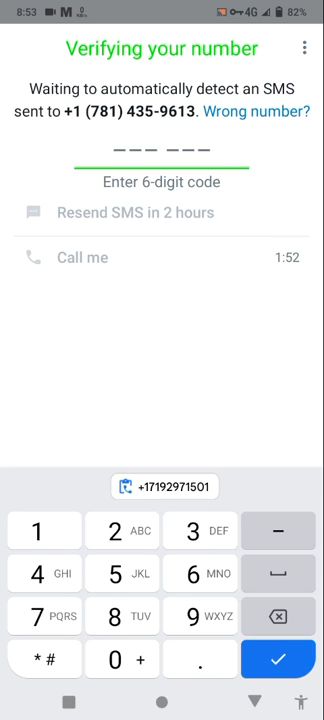 8:53 M 0 KB/s 4G 82%
Verifying your number
Waiting to automatically detect an SMS
sent to +1 (781) 435-9613. Wrong number?
Enter 6-digit code
Resend SMS in 2 hours
Call me 1:52
+17192971501
1 2 ABC 3 DEF –
4 GHI 5 JKL 6 MNO
7 PQRS 8 TUV 9 WXYZ
* # 0 + .